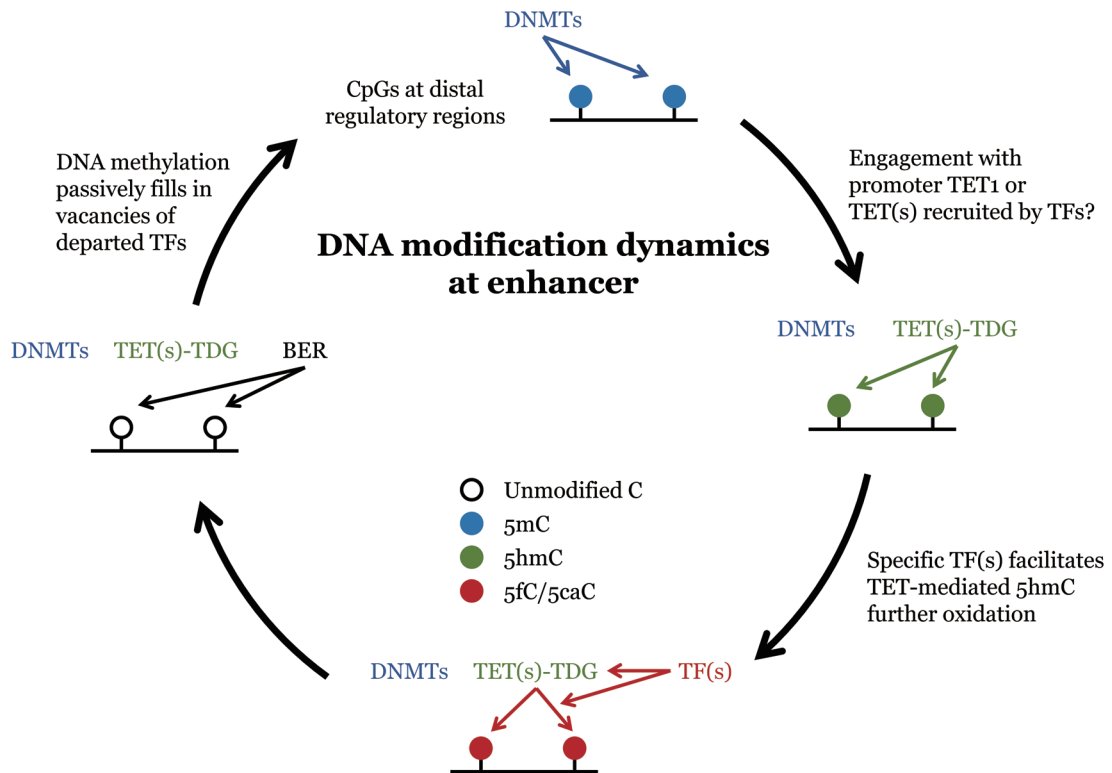 DNMTs
CpGs at distal
regulatory regions
DNA methylation
passively fills in
vacancies of
departed TFs
Engagement with
promoter TET1 or
TET(s) recruited by TFs?
DNA modification dynamics
at enhancer
DNMTs TET(s)-TDG
DNMTs TET(s)-TDG BER
Unmodified C
5mC
5hmC
5fC/5caC
Specific TF(s) facilitates
TET-mediated 5hmC
further oxidation
DNMTs TET(s)-TDG TF(s)